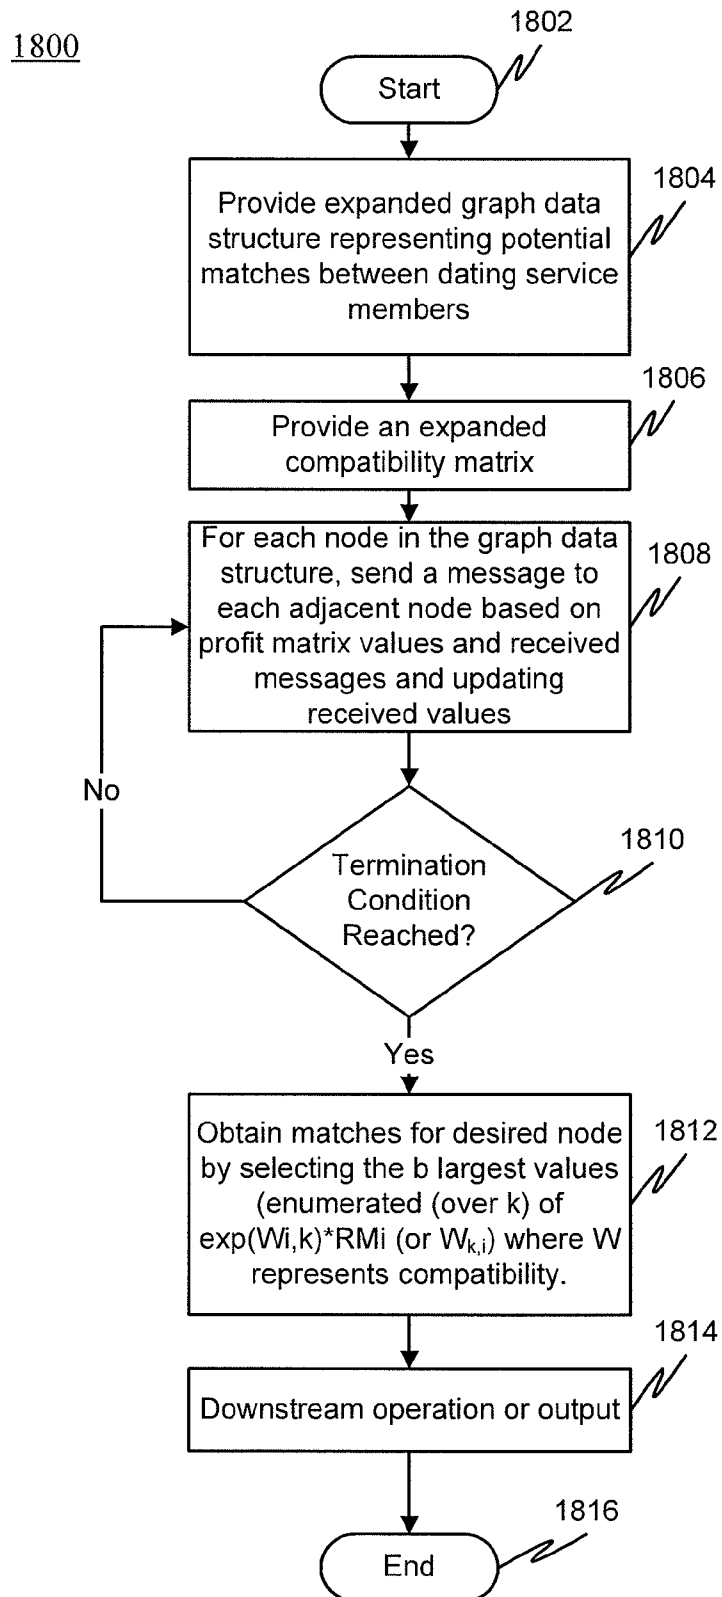 1800
1802
Start
1804
Provide expanded graph data
structure representing potential
matches between dating service
members
1806
Provide an expanded
compatibility matrix
1808
For each node in the graph data
structure, send a message to
each adjacent node based on
profit matrix values and received
messages and updating
received values
No
1810
Termination
Condition
Reached?
Yes
1812
Obtain matches for desired node
by selecting the b largest values
(enumerated (over k) of
exp(Wi,k)*RMi (or Wₖ,ᵢ) where W
represents compatibility.
1814
Downstream operation or output
1816
End